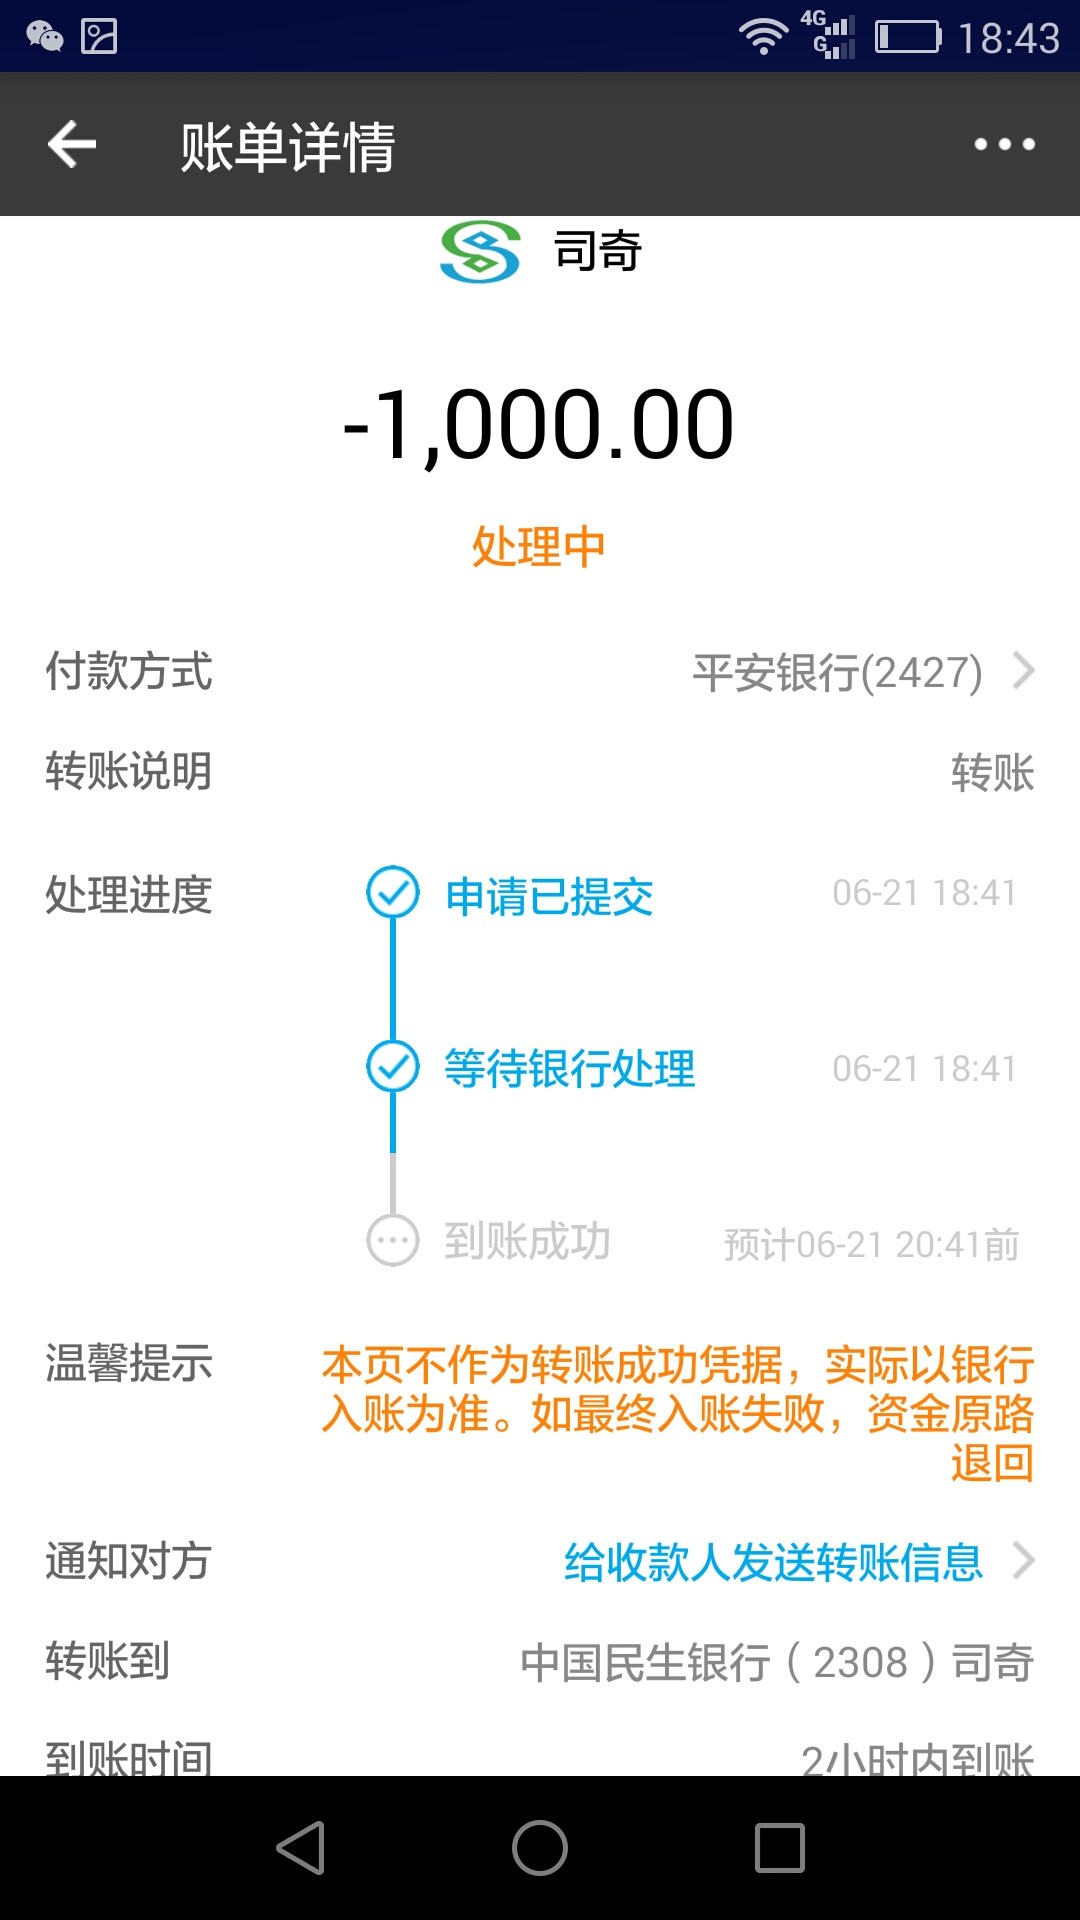 4G
G
18:43
账单详情
司奇
-1,000.00
处理中
付款方式 平安银行(2427)
转账说明 转账
处理进度 申请已提交 06-21 18:41
等待银行处理 06-21 18:41
到账成功 预计06-21 20:41前
温馨提示 本页不作为转账成功凭据，实际以银行
入账为准。如最终入账失败，资金原路
退回
通知对方 给收款人发送转账信息
转账到 中国民生银行（2308）司奇
到账时间 2小时内到账